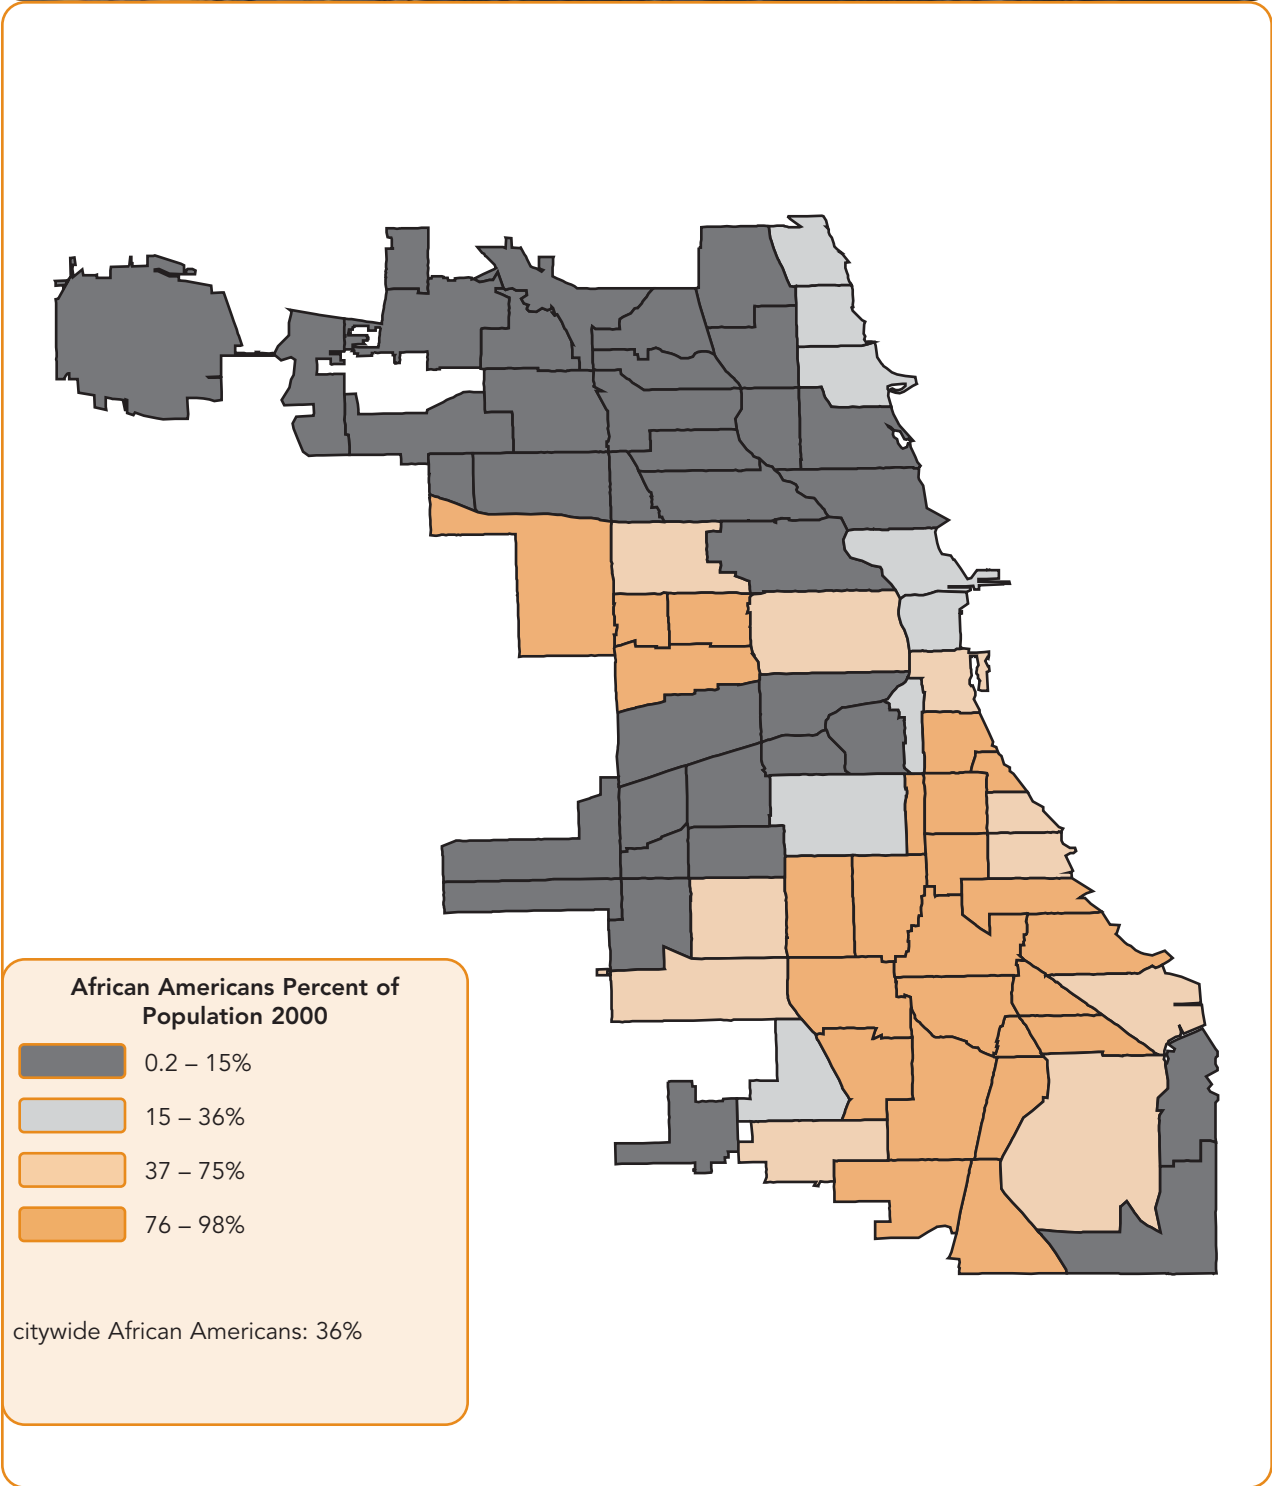 African Americans Percent of
Population 2000
0.2 – 15%
15 – 36%
37 – 75%
76 – 98%
citywide African Americans: 36%